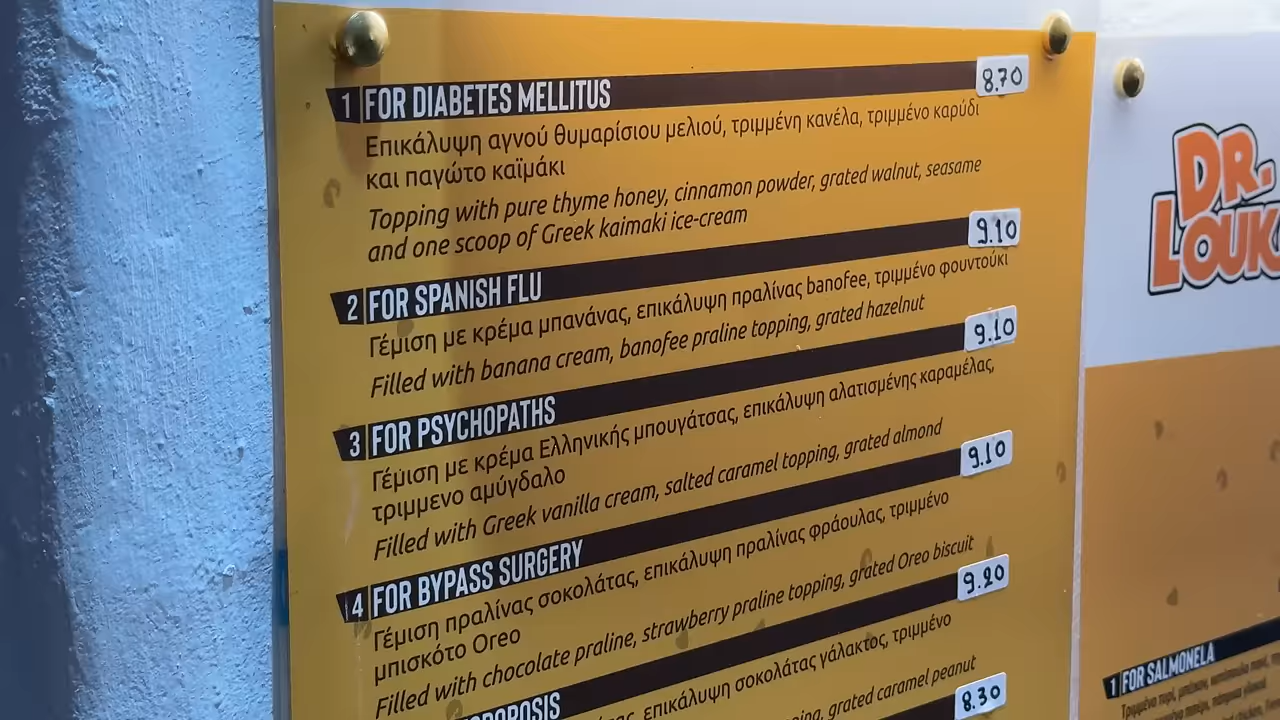 1 FOR DIABETES MELLITUS 8.70
Επικάλυψη αγνού θυμαρίσιου μελιού, τριμμένη κανέλα, τριμμένο καρύδι
και παγώτο καϊμάκι
Topping with pure thyme honey, cinnamon powder, grated walnut, seasame
and one scoop of Greek kaimaki ice-cream
2 FOR SPANISH FLU 9.10
Γέμιση με κρέμα μπανάνας, επικάλυψη πραλίνας banofee, τριμμένο φουντούκι
Filled with banana cream, banofee praline topping, grated hazelnut
3 FOR PSYCHOPATHS 9.10
Γέμιση με κρέμα Ελληνικής μπουγάτσας, επικάλυψη αλατισμένης καραμέλας,
τριμμενο αμύγδαλο
Filled with Greek vanilla cream, salted caramel topping, grated almond
4 FOR BYPASS SURGERY 9.10
Γέμιση πραλίνας σοκολάτας, επικάλυψη πραλίνας φράουλας, τριμμένο
μπισκότο Oreo
Filled with chocolate praline, strawberry praline topping, grated Oreo biscuit
9.20
επικάλυψη σοκολάτας γάλακτος, τριμμένο
grated caramel peanut
8.30
DR.
LOUK
1 FOR SALMONELA